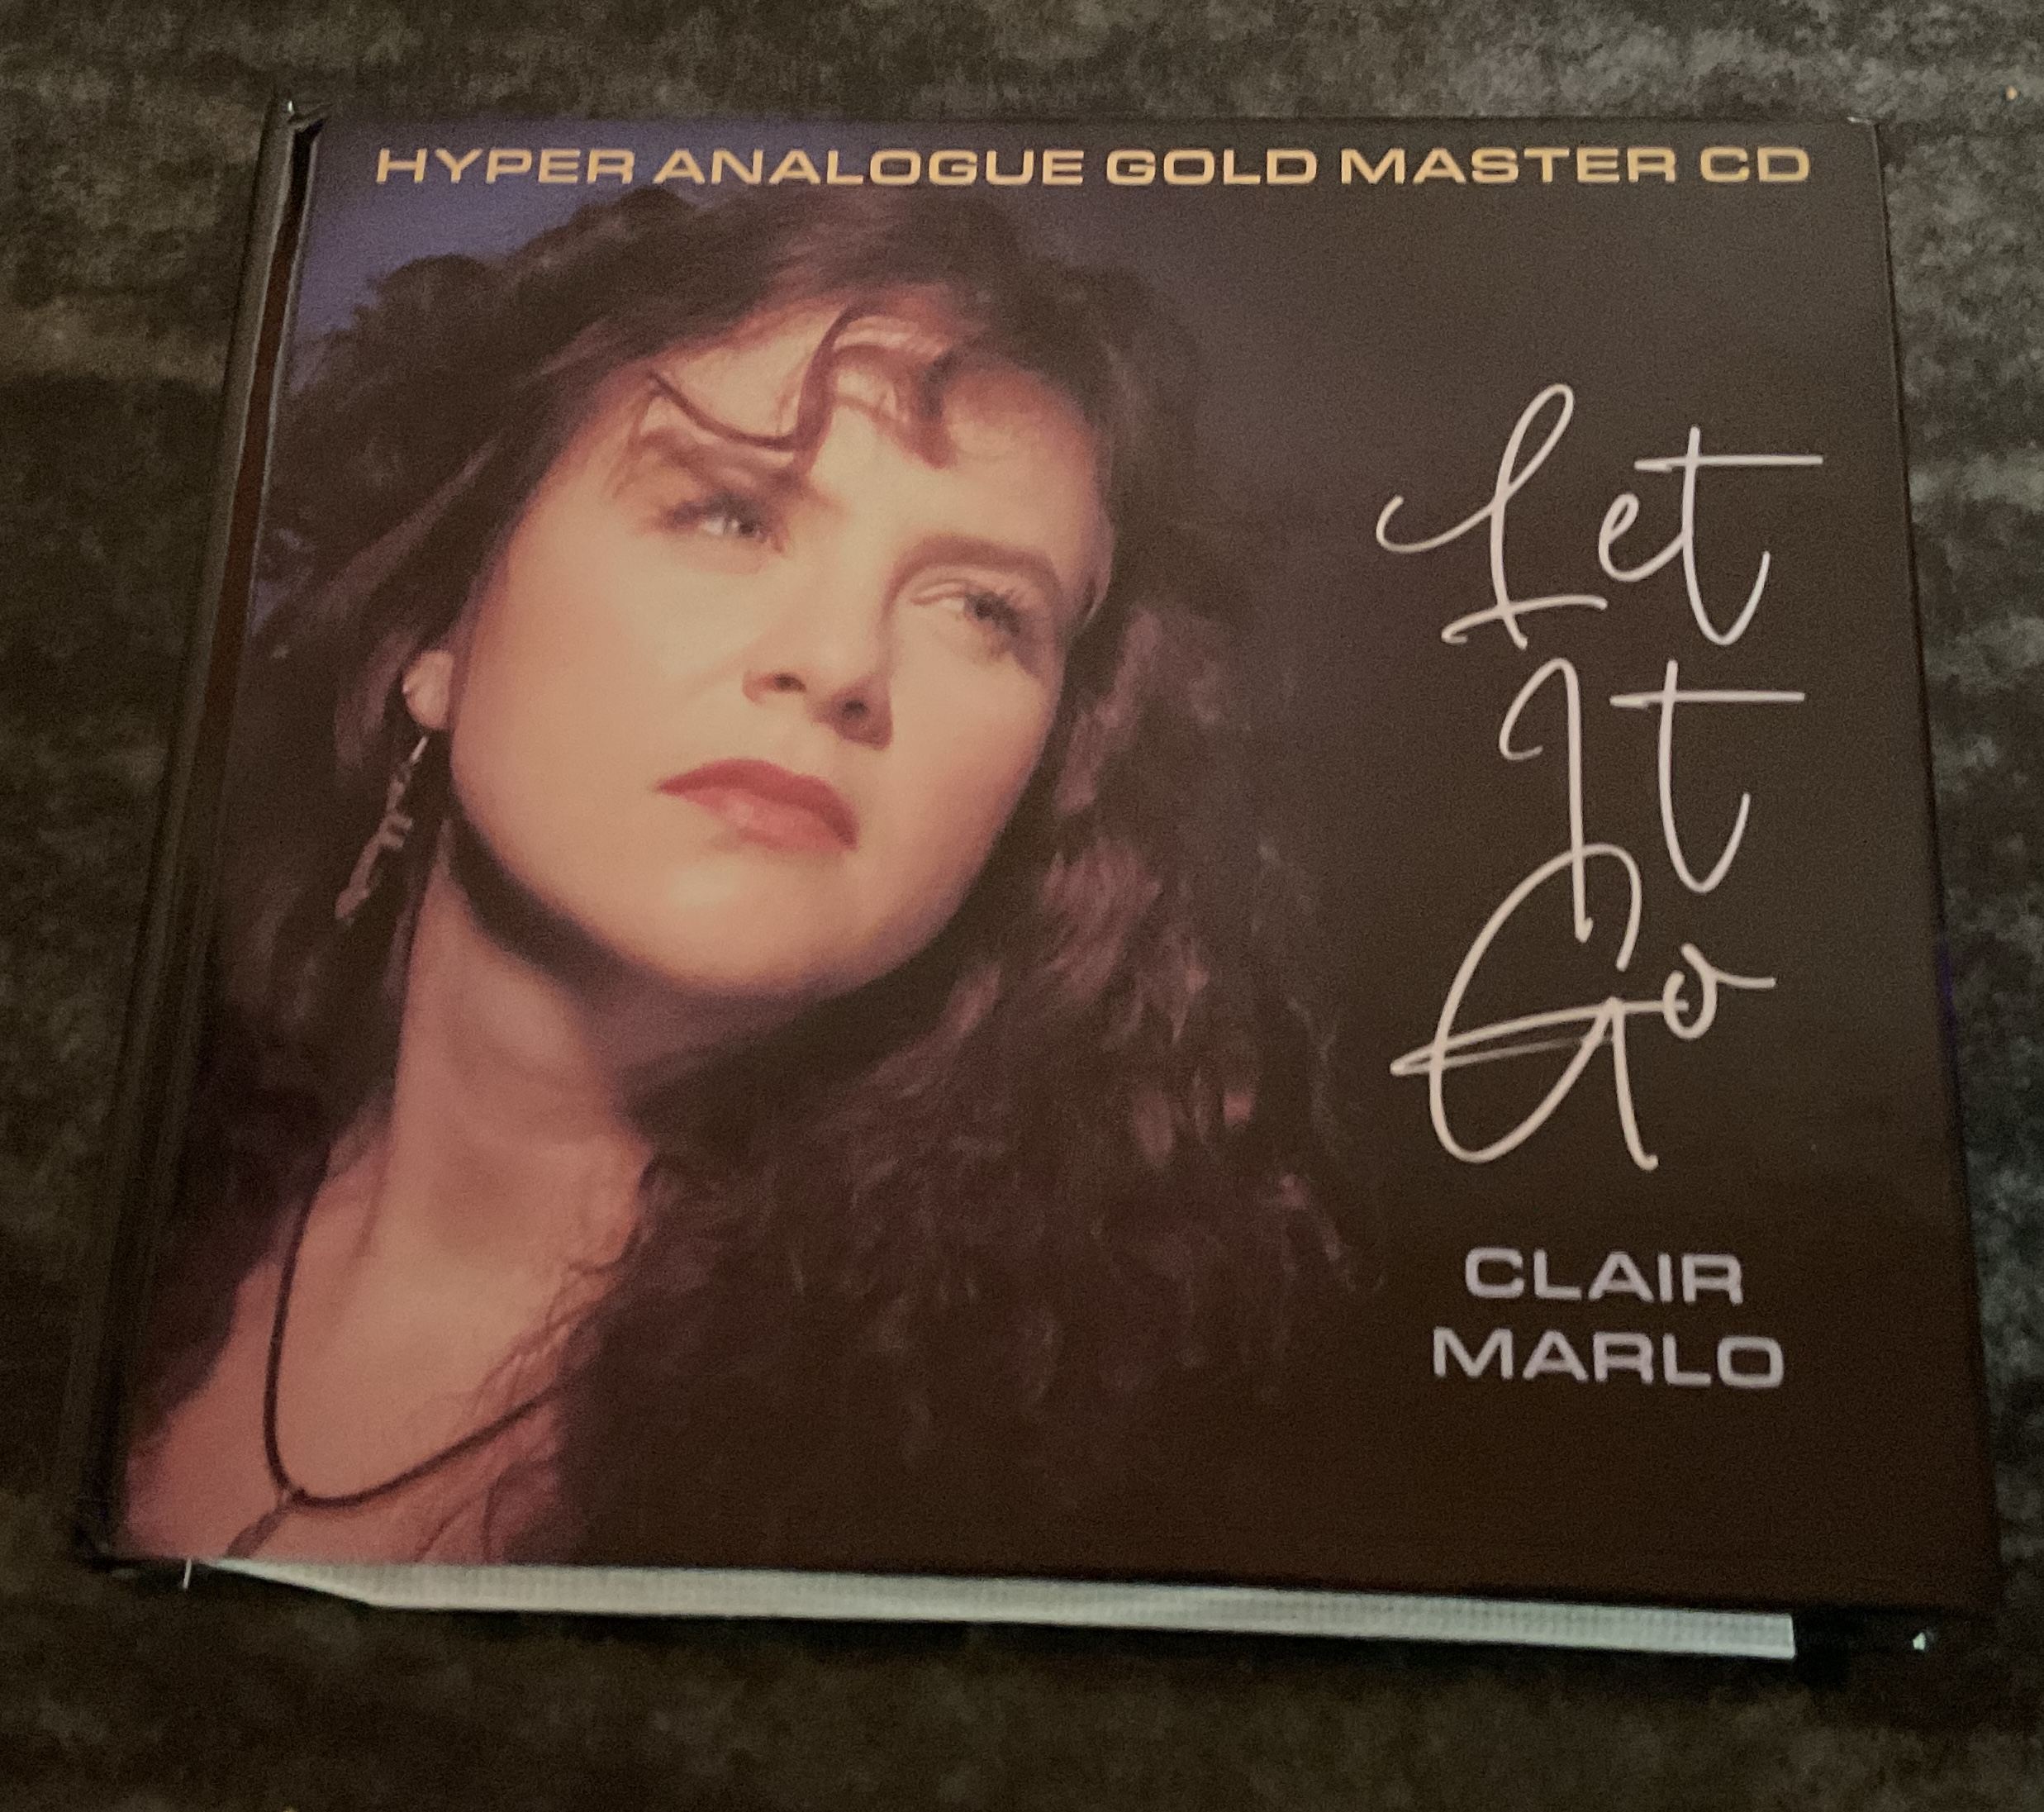 HYPER ANALOGUE GOLD MASTER CD
Let
It
Go
CLAIR
MARLO